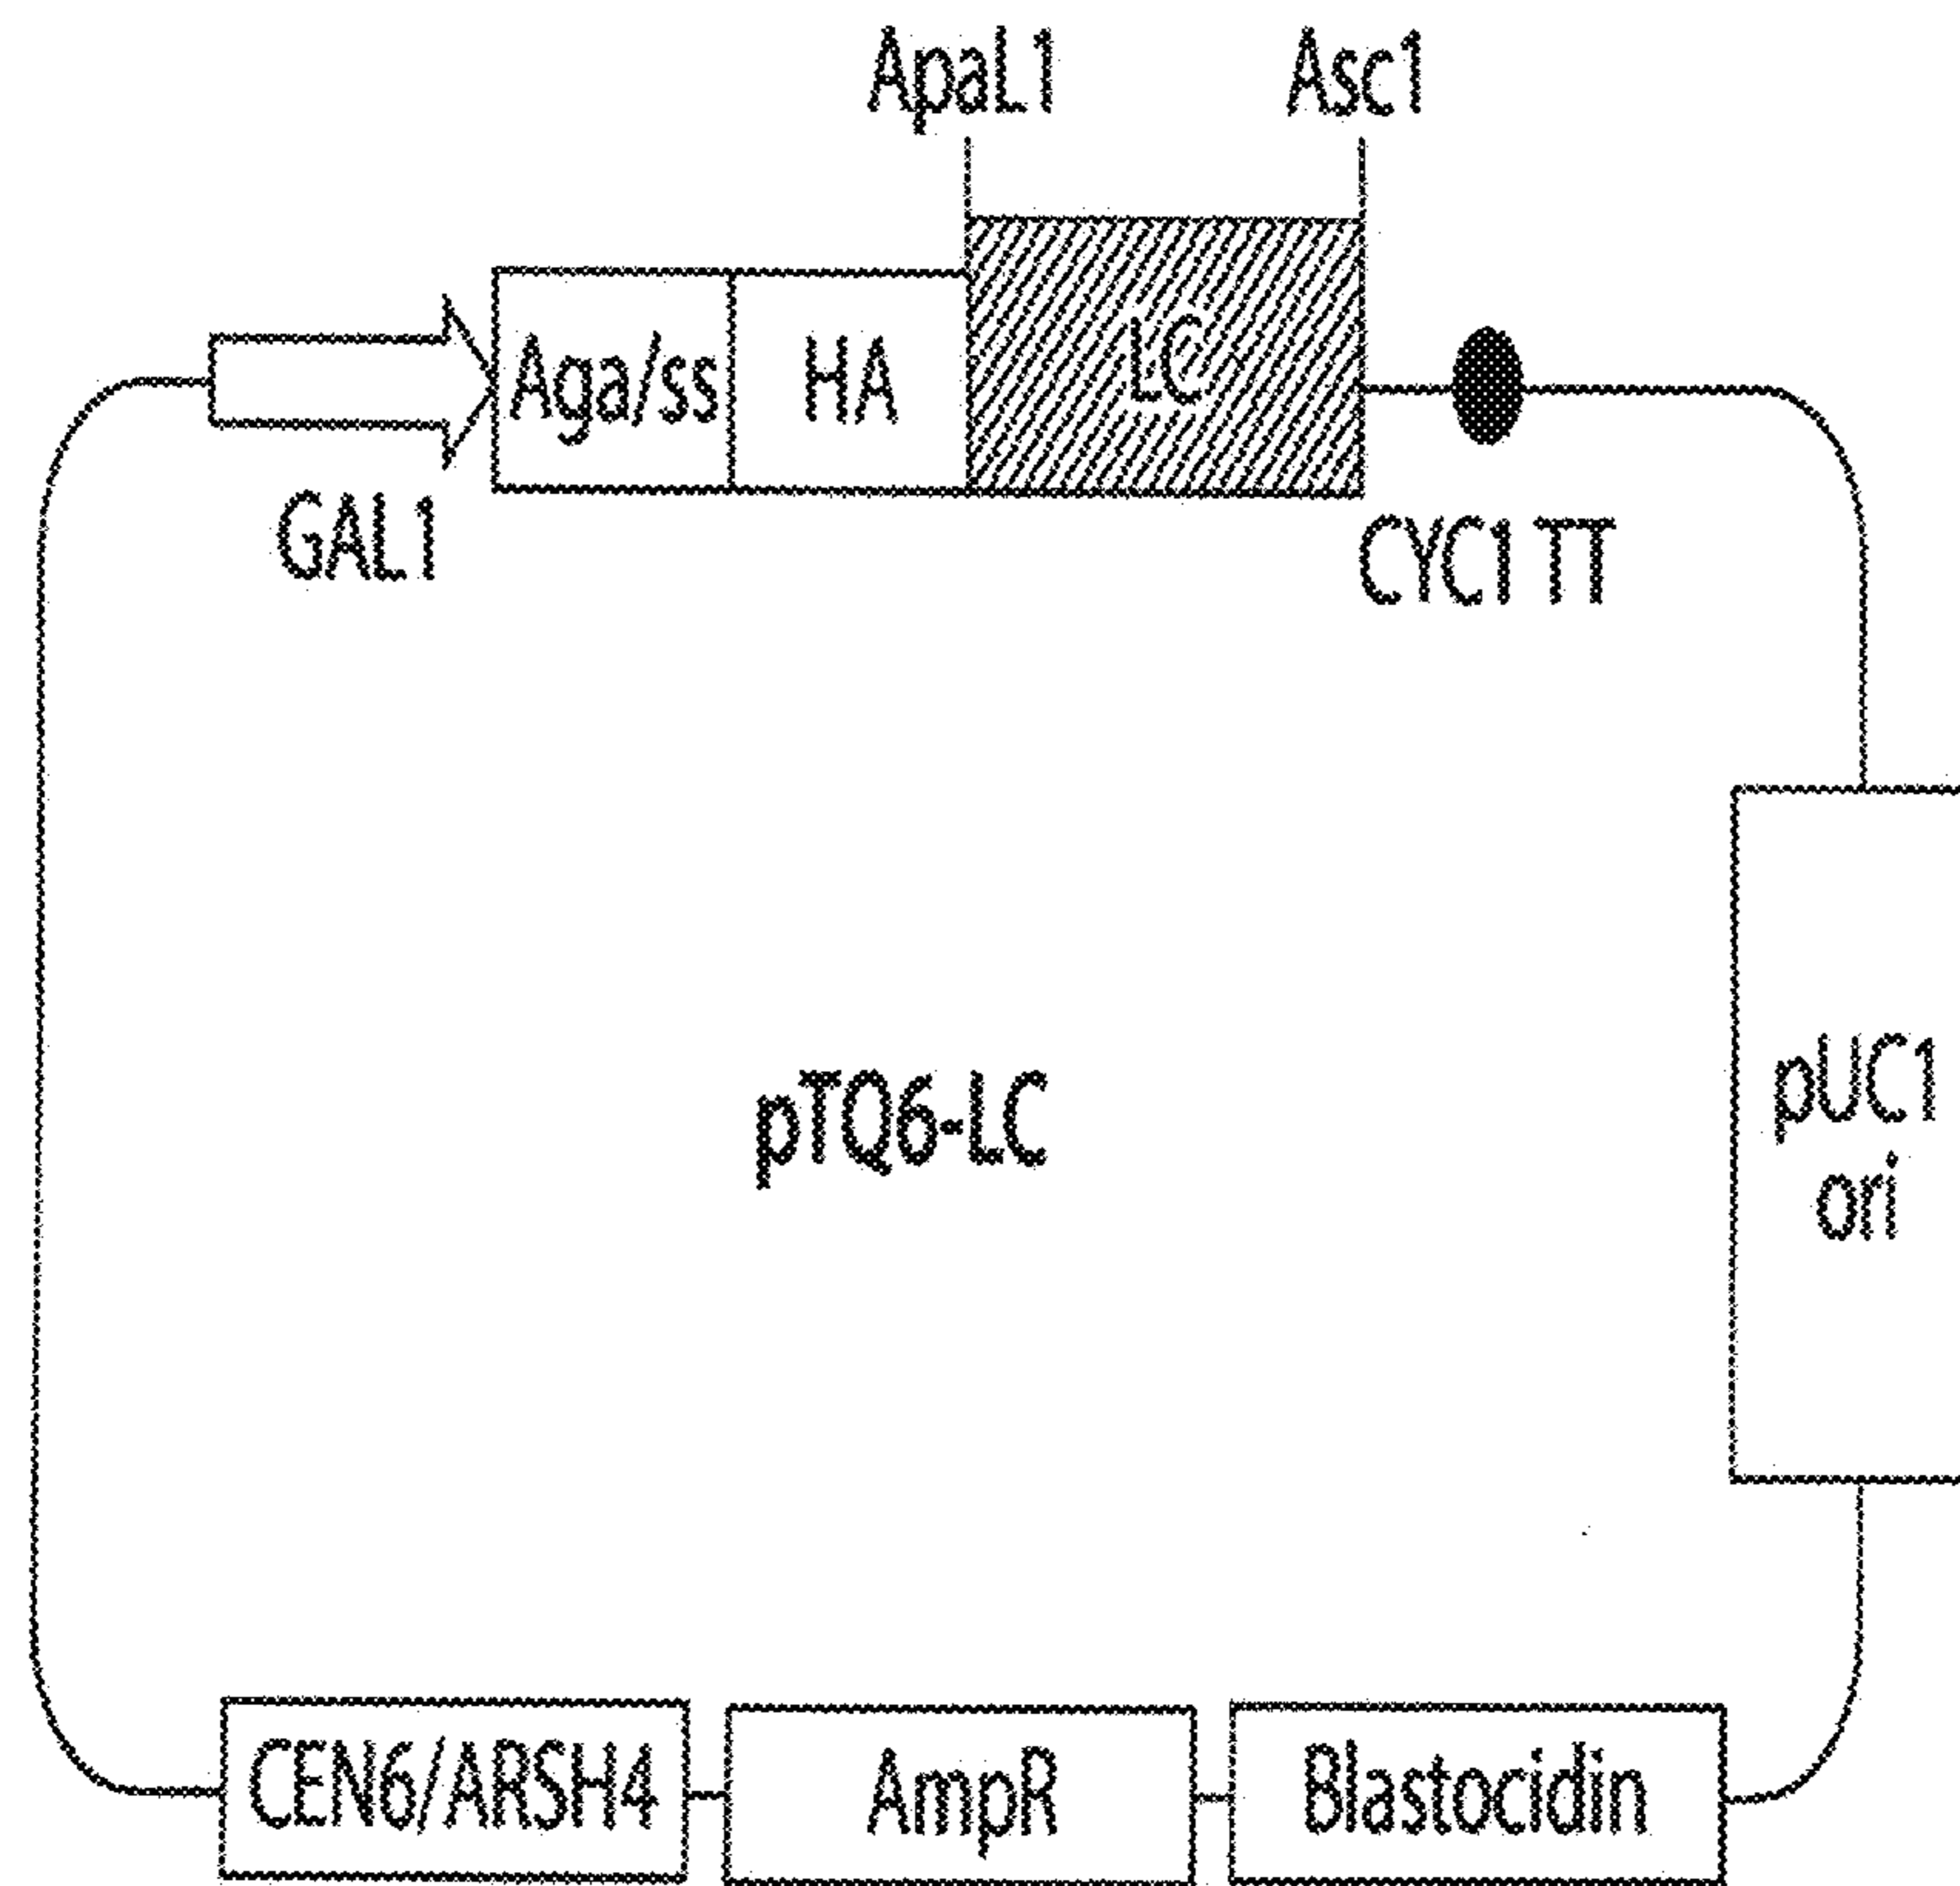 ApaL1 Asc1
Aga/ss HA LC
GAL1
CYC1 TT
pTQ6-LC
pUC1
ori
CEN6/ARSH4 AmpR Blastocidin